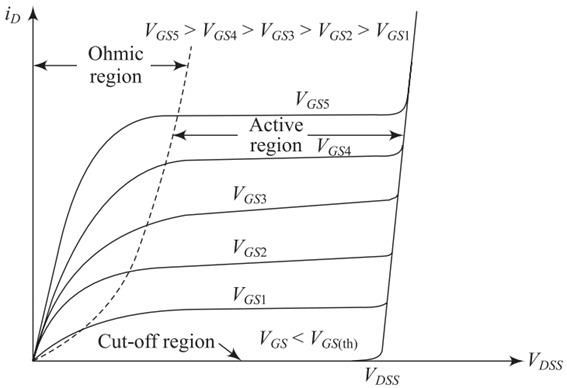 i_D
V_GS5 > V_GS4 > V_GS3 > V_GS2 > V_GS1
Ohmic
region
V_GS5
Active
region
V_GS4
V_GS3
V_GS2
V_GS1
Cut-off region
V_GS < V_GS(th)
V_DSS
V_DSS